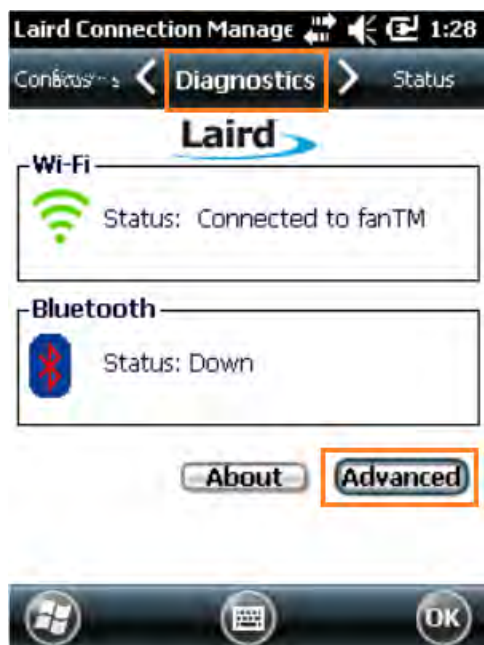 Laird Connection Manage 1:28
Diagnostics Status
Laird
Wi-Fi
Status: Connected to fanTM
Bluetooth
Status: Down
About Advanced
OK